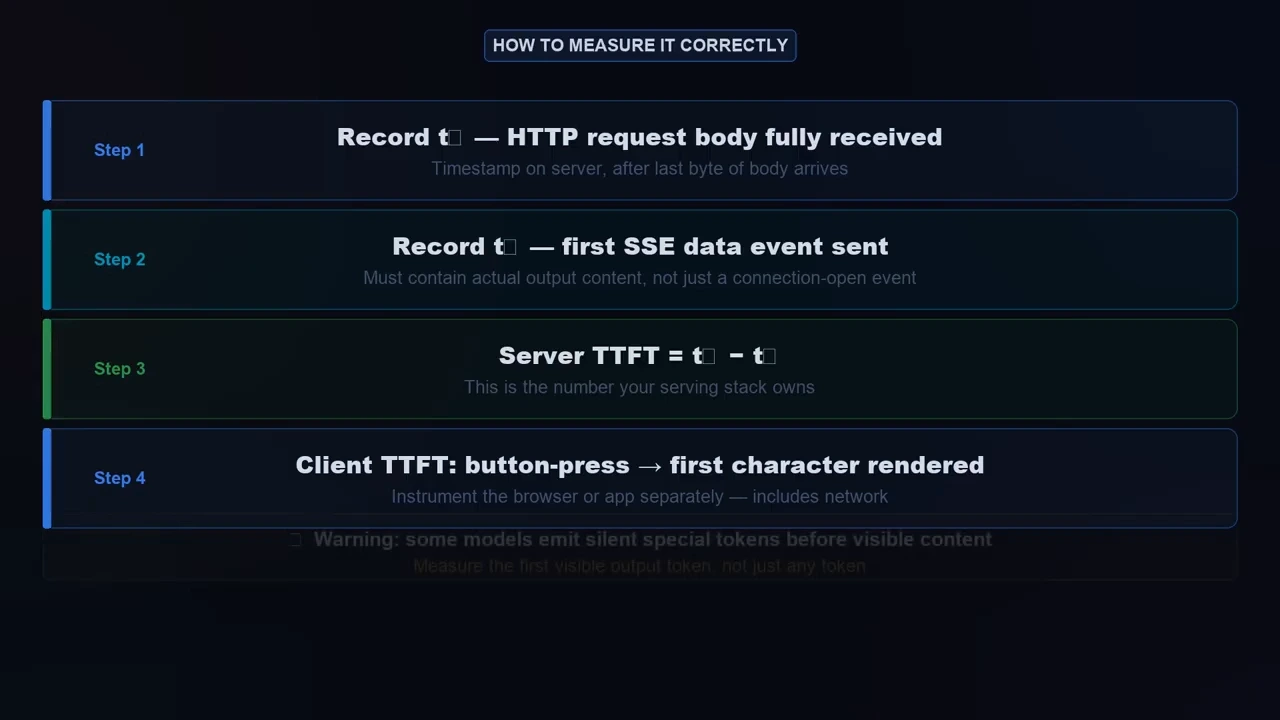 HOW TO MEASURE IT CORRECTLY
Step 1
Record t□ — HTTP request body fully received
Timestamp on server, after last byte of body arrives
Step 2
Record t□ — first SSE data event sent
Must contain actual output content, not just a connection-open event
Step 3
Server TTFT = t□ − t□
This is the number your serving stack owns
Step 4
Client TTFT: button-press → first character rendered
Instrument the browser or app separately — includes network
□ Warning: some models emit silent special tokens before visible content
Measure the first visible output token, not just any token